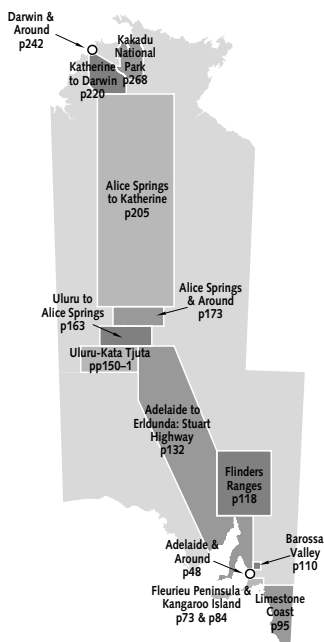 Darwin &
Around
p242
Kakadu
National
Park
p268
Katherine
to Darwin
p220
Alice Springs
to Katherine
p205
Alice Springs
& Around
p173
Uluru to
Alice Springs
p163
Uluru-Kata Tjuta
pp150–1
Adelaide to
Erldunda: Stuart
Highway
p132
Flinders
Ranges
p118
Barossa
Valley
p110
Adelaide &
Around
p48
Fleurieu Peninsula &
Kangaroo Island
p73 & p84
Limestone
Coast
p95